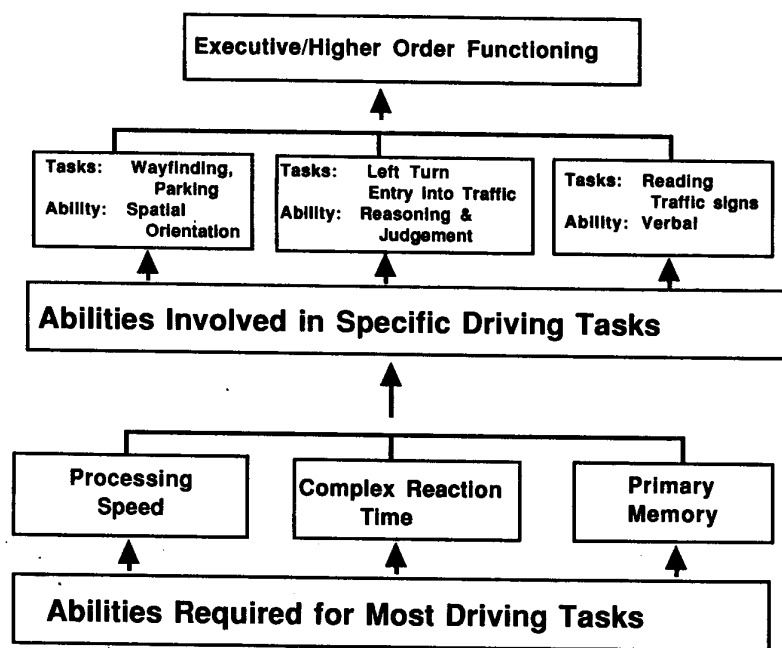 Executive/Higher Order Functioning
Tasks: Wayfinding,
Parking
Ability: Spatial
Orientation
Tasks: Left Turn
Entry into Traffic
Ability: Reasoning &
Judgement
Tasks: Reading
Traffic signs
Ability: Verbal
Abilities Involved in Specific Driving Tasks
Processing
Speed
Complex Reaction
Time
Primary
Memory
Abilities Required for Most Driving Tasks